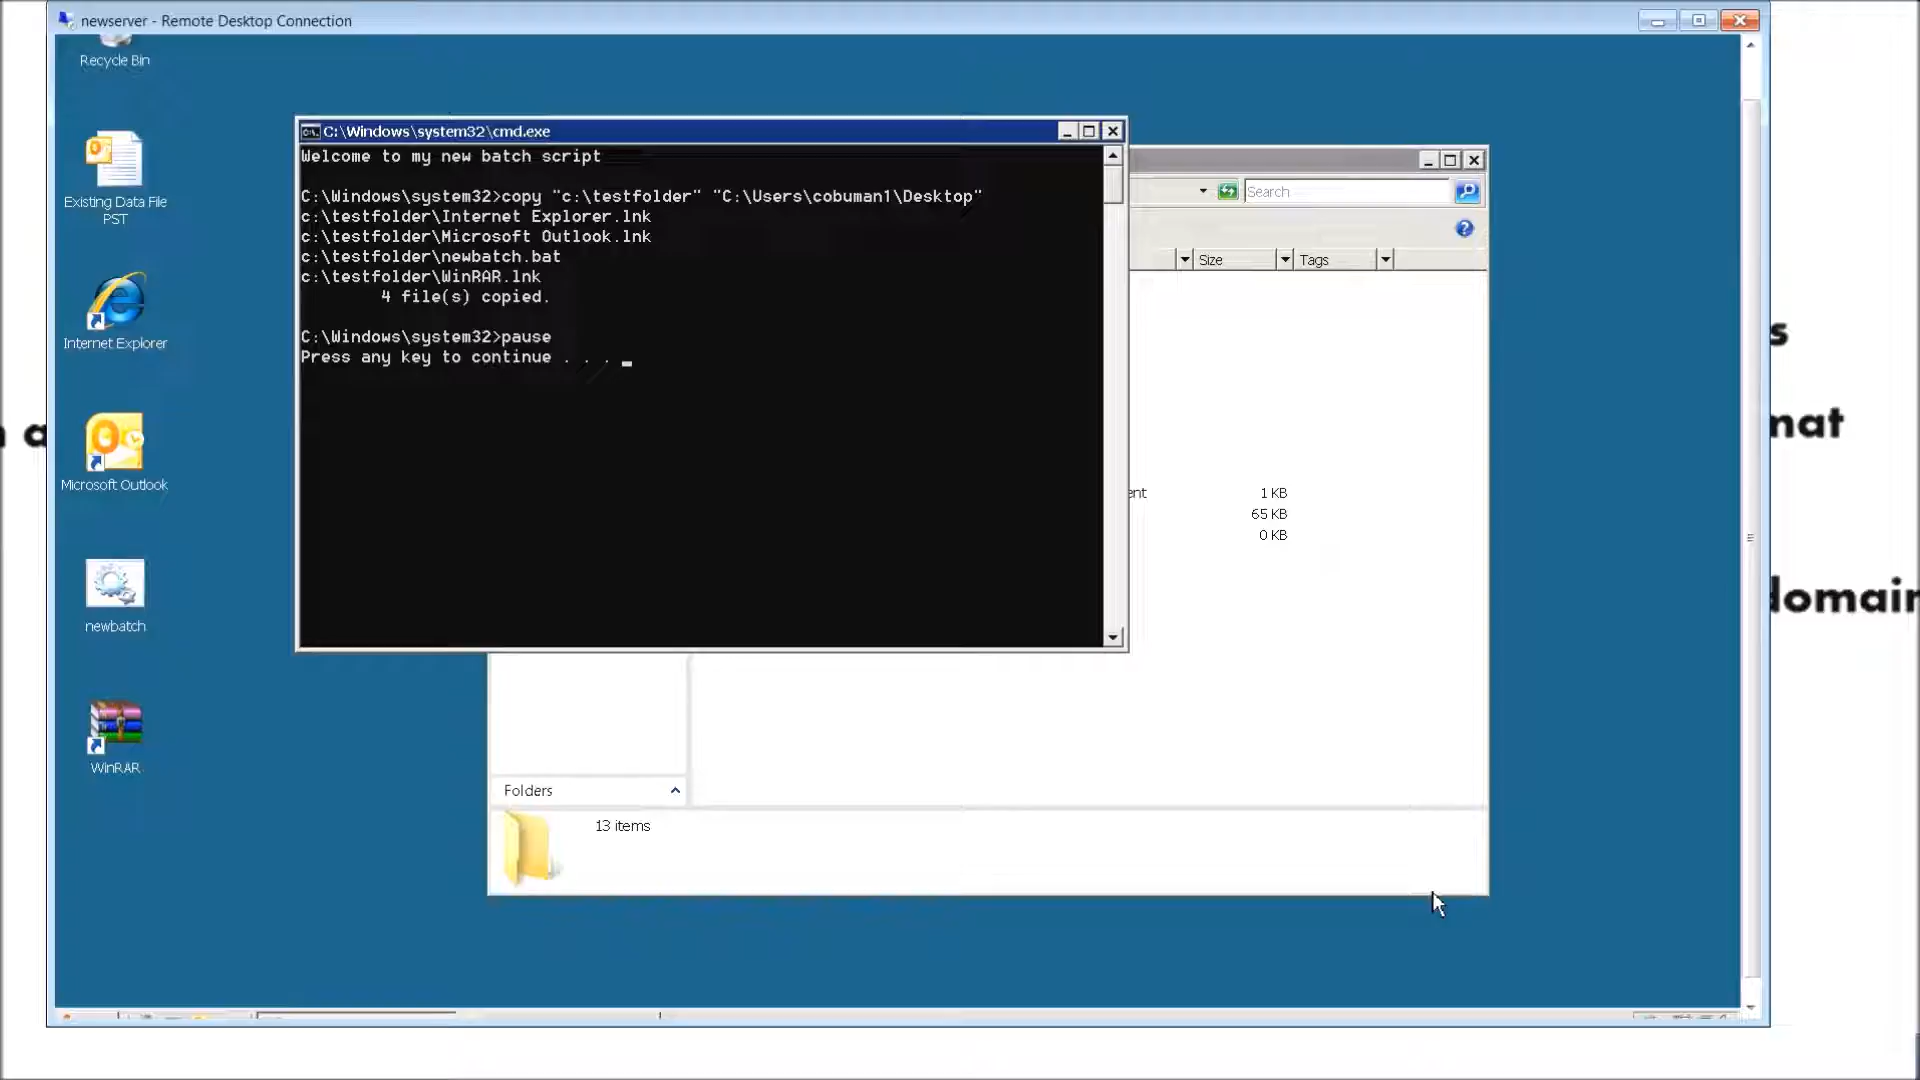 newserver - Remote Desktop Connection
Recycle Bin
Existing Data File
PST
Internet Explorer
Microsoft Outlook
newbatch
WinRAR
C:\Windows\system32\cmd.exe
Welcome to my new batch script
C:\Windows\system32>copy "c:\testfolder" "C:\Users\cobuman1\Desktop"
c:\testfolder\Internet Explorer.lnk
c:\testfolder\Microsoft Outlook.lnk
c:\testfolder\newbatch.bat
c:\testfolder\WinRAR.lnk
4 file(s) copied.
C:\Windows\system32>pause
Press any key to continue . . . _
Search
Size
Tags
1 KB
65 KB
0 KB
Folders
13 items